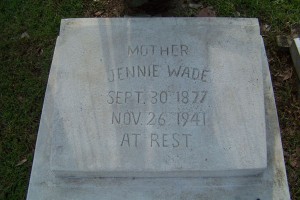 MOTHER
JENNIE WADE
SEPT. 30 1877
NOV. 26 1941
AT REST